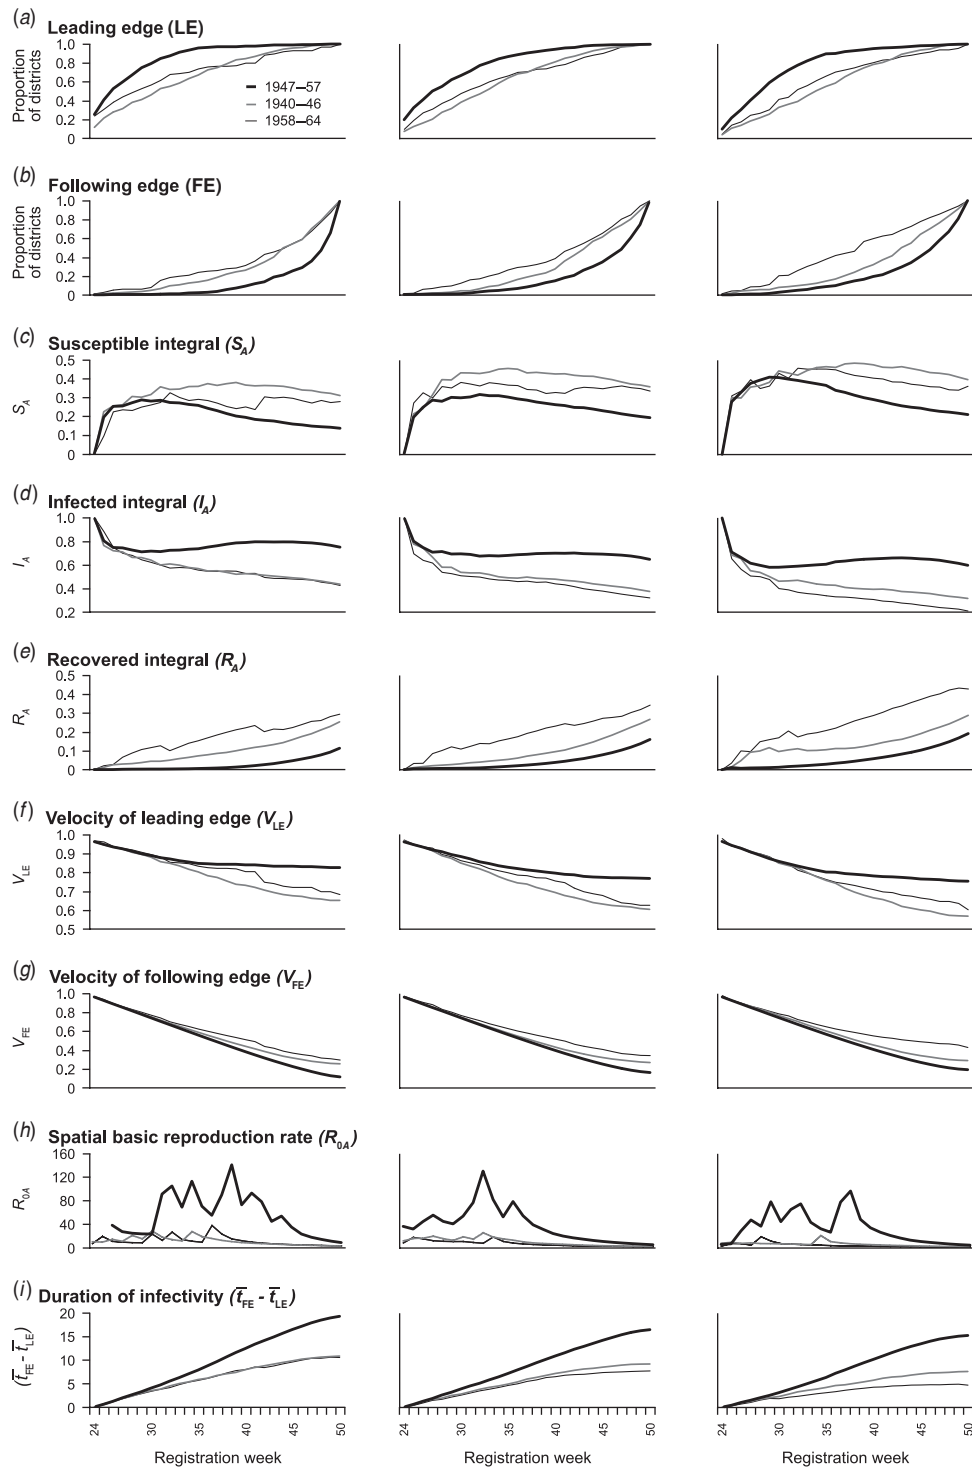 (a) Leading edge (LE)
Proportion of districts
1.0
0.8
0.6
0.4
0.2
0
1947–57
1940–46
1958–64
(b) Following edge (FE)
Proportion of districts
1.0
0.8
0.6
0.4
0.2
0
(c) Susceptible integral (S_A)
S_A
0.5
0.4
0.3
0.2
0.1
0
(d) Infected integral (I_A)
I_A
1.0
0.8
0.6
0.4
0.2
(e) Recovered integral (R_A)
R_A
0.5
0.4
0.3
0.2
0.1
0
(f) Velocity of leading edge (V_LE)
V_LE
1.0
0.9
0.8
0.7
0.6
0.5
(g) Velocity of following edge (V_FE)
V_FE
1.0
0.8
0.6
0.4
0.2
0
(h) Spatial basic reproduction rate (R_0A)
R_0A
160
120
80
40
0
(i) Duration of infectivity (t̅_FE - t̅_LE)
(t̅_FE - t̅_LE)
20
15
10
5
0
24 30 35 40 45 50
24 30 35 40 45 50
24 30 35 40 45 50
Registration week
Registration week
Registration week